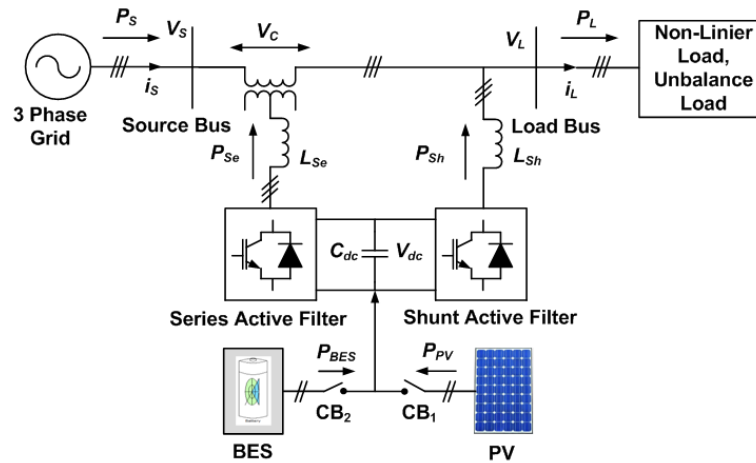 P_S
V_S
V_C
V_L
P_L
Non-Linier
Load,
Unbalance
Load
3 Phase
Grid
i_S
Source Bus
i_L
Load Bus
P_Se
L_Se
P_Sh
L_Sh
C_dc
V_dc
Series Active Filter
Shunt Active Filter
P_BES
P_PV
CB_2
CB_1
BES
PV